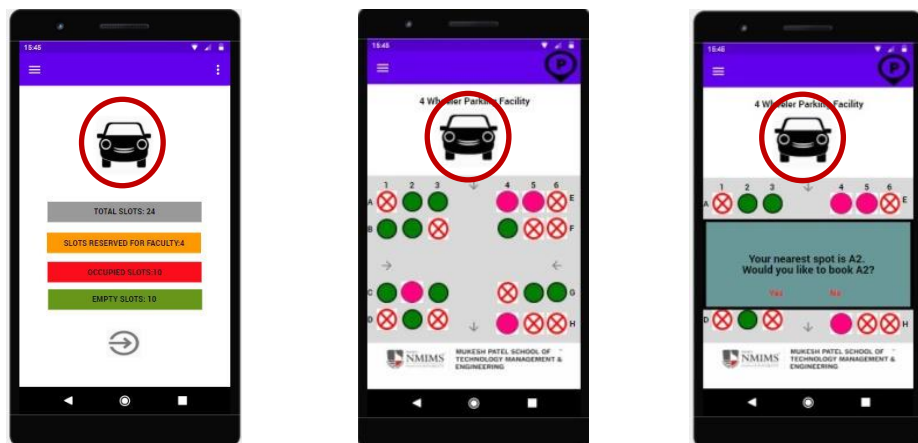 15:45
TOTAL SLOTS: 24
SLOTS RESERVED FOR FACULTY:4
OCCUPIED SLOTS:10
EMPTY SLOTS: 10
15:45
P
4 Wheeler Parking Facility
1 2 3 4 5 6
A E
B F
C G
D H
NMIMS
MUKESH PATEL SCHOOL OF
TECHNOLOGY MANAGEMENT &
ENGINEERING
15:45
P
4 Wheeler Parking Facility
1 2 3 4 5 6
A E
Your nearest spot is A2.
Would you like to book A2?
Yes No
D H
NMIMS
MUKESH PATEL SCHOOL OF
TECHNOLOGY MANAGEMENT &
ENGINEERING